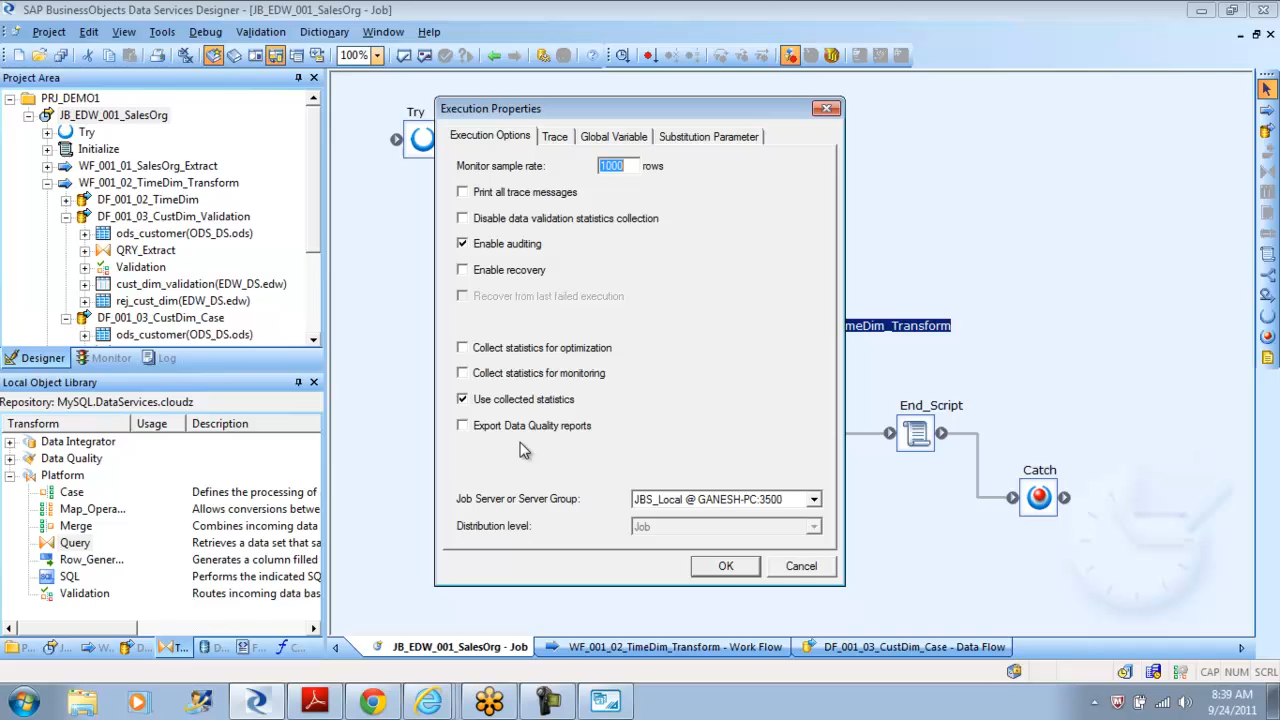 SAP BusinessObjects Data Services Designer - [JB_EDW_001_SalesOrg - Job]
Project Edit View Tools Debug Validation Dictionary Window Help
100%
Project Area
PRJ_DEMO1
JB_EDW_001_SalesOrg
Try
Initialize
WF_001_01_SalesOrg_Extract
WF_001_02_TimeDim_Transform
DF_001_02_TimeDim
DF_001_03_CustDim_Validation
ods_customer(ODS_DS.ods)
QRY_Extract
Validation
cust_dim_validation(EDW_DS.edw)
rej_cust_dim(EDW_DS.edw)
DF_001_03_CustDim_Case
ods_customer(ODS_DS.ods)
Designer Monitor Log
Local Object Library
Repository: MySQL.DataServices.cloudz
Transform Usage Description
Data Integrator
Data Quality
Platform
Case Defines the processing of
Map_Opera... Allows conversions betwee
Merge Combines incoming data
Query Retrieves a data set that sa
Row_Gener... Generates a column filled
SQL Performs the indicated SQ
Validation Routes incoming data bas
P... J... W... D... T... D... F... C...
Try
Execution Properties
Execution Options Trace Global Variable Substitution Parameter
Monitor sample rate: 1000 rows
Print all trace messages
Disable data validation statistics collection
Enable auditing
Enable recovery
Recover from last failed execution
Collect statistics for optimization
Collect statistics for monitoring
Use collected statistics
Export Data Quality reports
Job Server or Server Group: JBS_Local @ GANESH-PC:3500
Distribution level: Job
OK Cancel
meDim_Transform
End_Script
Catch
JB_EDW_001_SalesOrg - Job WF_001_02_TimeDim_Transform - Work Flow DF_001_03_CustDim_Case - Data Flow
CAP NUM SCRL
8:39 AM
9/24/2011